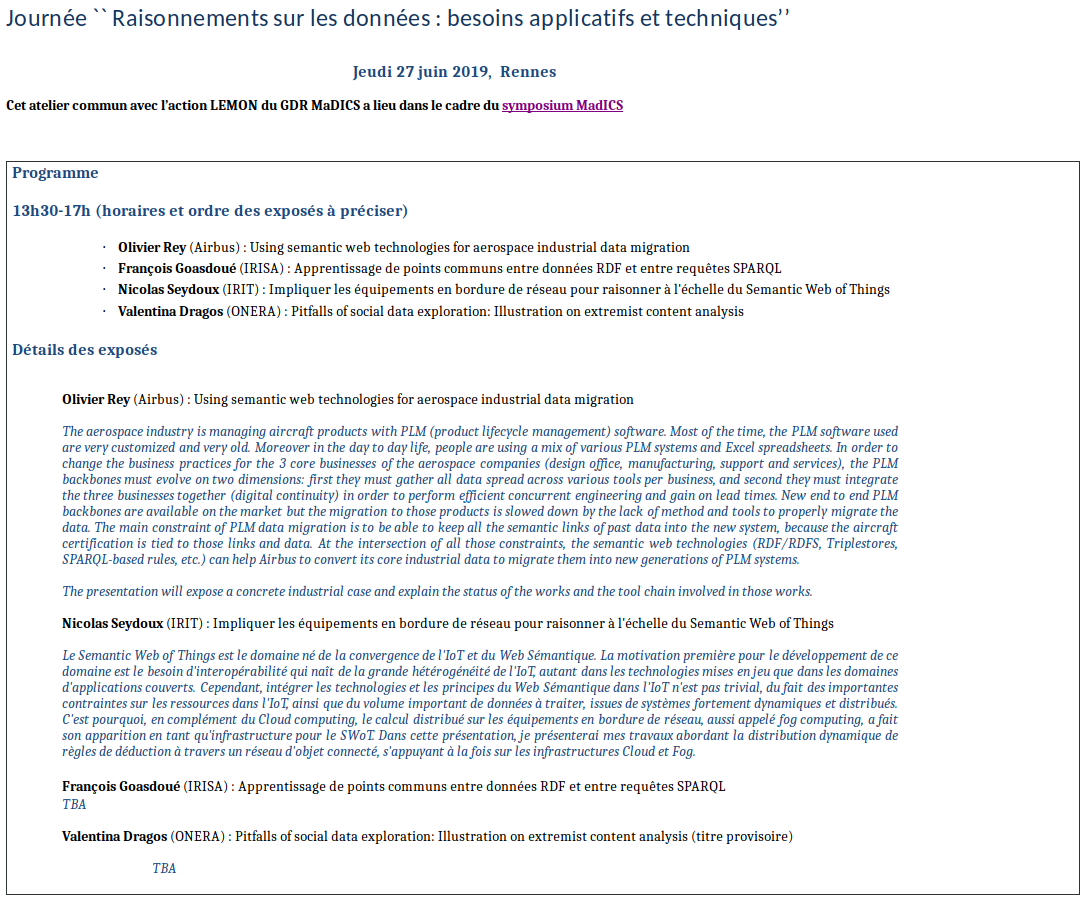 Journée `` Raisonnements sur les données : besoins applicatifs et techniques’’
Jeudi 27 juin 2019,  Rennes
Cet atelier commun avec l’action LEMON du GDR MaDICS a lieu dans le cadre du symposium MadICS
Programme
13h30-17h (horaires et ordre des exposés à préciser)
· Olivier Rey (Airbus) : Using semantic web technologies for aerospace industrial data migration
· François Goasdoué (IRISA) : Apprentissage de points communs entre données RDF et entre requêtes SPARQL
· Nicolas Seydoux (IRIT) : Impliquer les équipements en bordure de réseau pour raisonner à l'échelle du Semantic Web of Things
· Valentina Dragos (ONERA) : Pitfalls of social data exploration: Illustration on extremist content analysis
Détails des exposés
Olivier Rey (Airbus) : Using semantic web technologies for aerospace industrial data migration
The aerospace industry is managing aircraft products with PLM (product lifecycle management) software. Most of the time, the PLM software used
are very customized and very old. Moreover in the day to day life, people are using a mix of various PLM systems and Excel spreadsheets. In order to
change the business practices for the 3 core businesses of the aerospace companies (design office, manufacturing, support and services), the PLM
backbones must evolve on two dimensions: first they must gather all data spread across various tools per business, and second they must integrate
the three businesses together (digital continuity) in order to perform efficient concurrent engineering and gain on lead times. New end to end PLM
backbones are available on the market but the migration to those products is slowed down by the lack of method and tools to properly migrate the
data. The main constraint of PLM data migration is to be able to keep all the semantic links of past data into the new system, because the aircraft
certification is tied to those links and data. At the intersection of all those constraints, the semantic web technologies (RDF/RDFS, Triplestores,
SPARQL-based rules, etc.) can help Airbus to convert its core industrial data to migrate them into new generations of PLM systems.
The presentation will expose a concrete industrial case and explain the status of the works and the tool chain involved in those works.
Nicolas Seydoux (IRIT) : Impliquer les équipements en bordure de réseau pour raisonner à l'échelle du Semantic Web of Things
Le Semantic Web of Things est le domaine né de la convergence de l'IoT et du Web Sémantique. La motivation première pour le développement de ce
domaine est le besoin d'interopérabilité qui naît de la grande hétérogénéité de l'IoT, autant dans les technologies mises en jeu que dans les domaines
d'applications couverts. Cependant, intégrer les technologies et les principes du Web Sémantique dans l'IoT n'est pas trivial, du fait des importantes
contraintes sur les ressources dans l'IoT, ainsi que du volume important de données à traiter, issues de systèmes fortement dynamiques et distribués.
C'est pourquoi, en complément du Cloud computing, le calcul distribué sur les équipements en bordure de réseau, aussi appelé fog computing, a fait
son apparition en tant qu'infrastructure pour le SWoT. Dans cette présentation, je présenterai mes travaux abordant la distribution dynamique de
règles de déduction à travers un réseau d'objet connecté, s'appuyant à la fois sur les infrastructures Cloud et Fog.
François Goasdoué (IRISA) : Apprentissage de points communs entre données RDF et entre requêtes SPARQL
TBA
Valentina Dragos (ONERA) : Pitfalls of social data exploration: Illustration on extremist content analysis (titre provisoire)
TBA